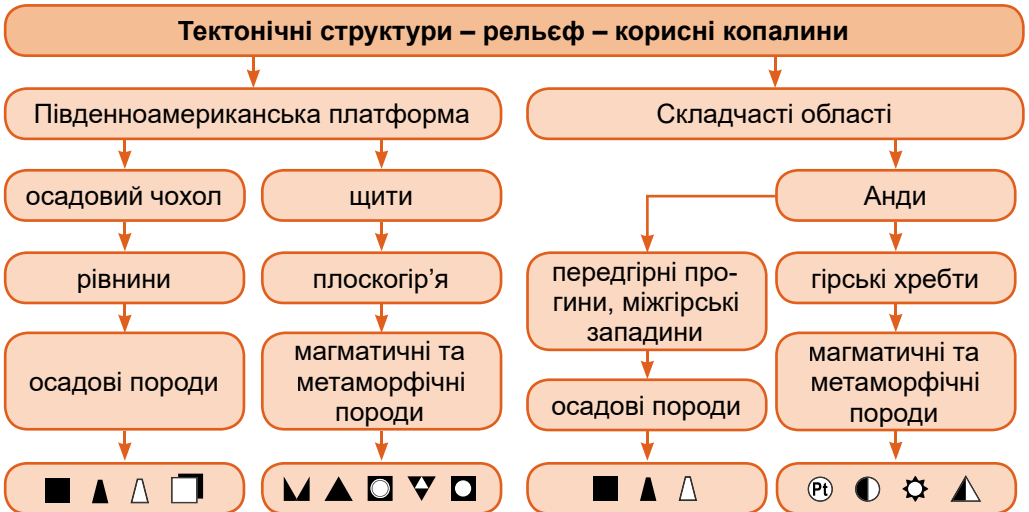 Тектонічні структури – рельєф – корисні копалини
Південноамериканська платформа
Складчасті області
осадовий чохол
щити
Анди
рівнини
плоскогір’я
передгірні про-
гини, міжгірські
западини
гірські хребти
осадові породи
магматичні та
метаморфічні
породи
осадові породи
магматичні та
метаморфічні
породи
Pt